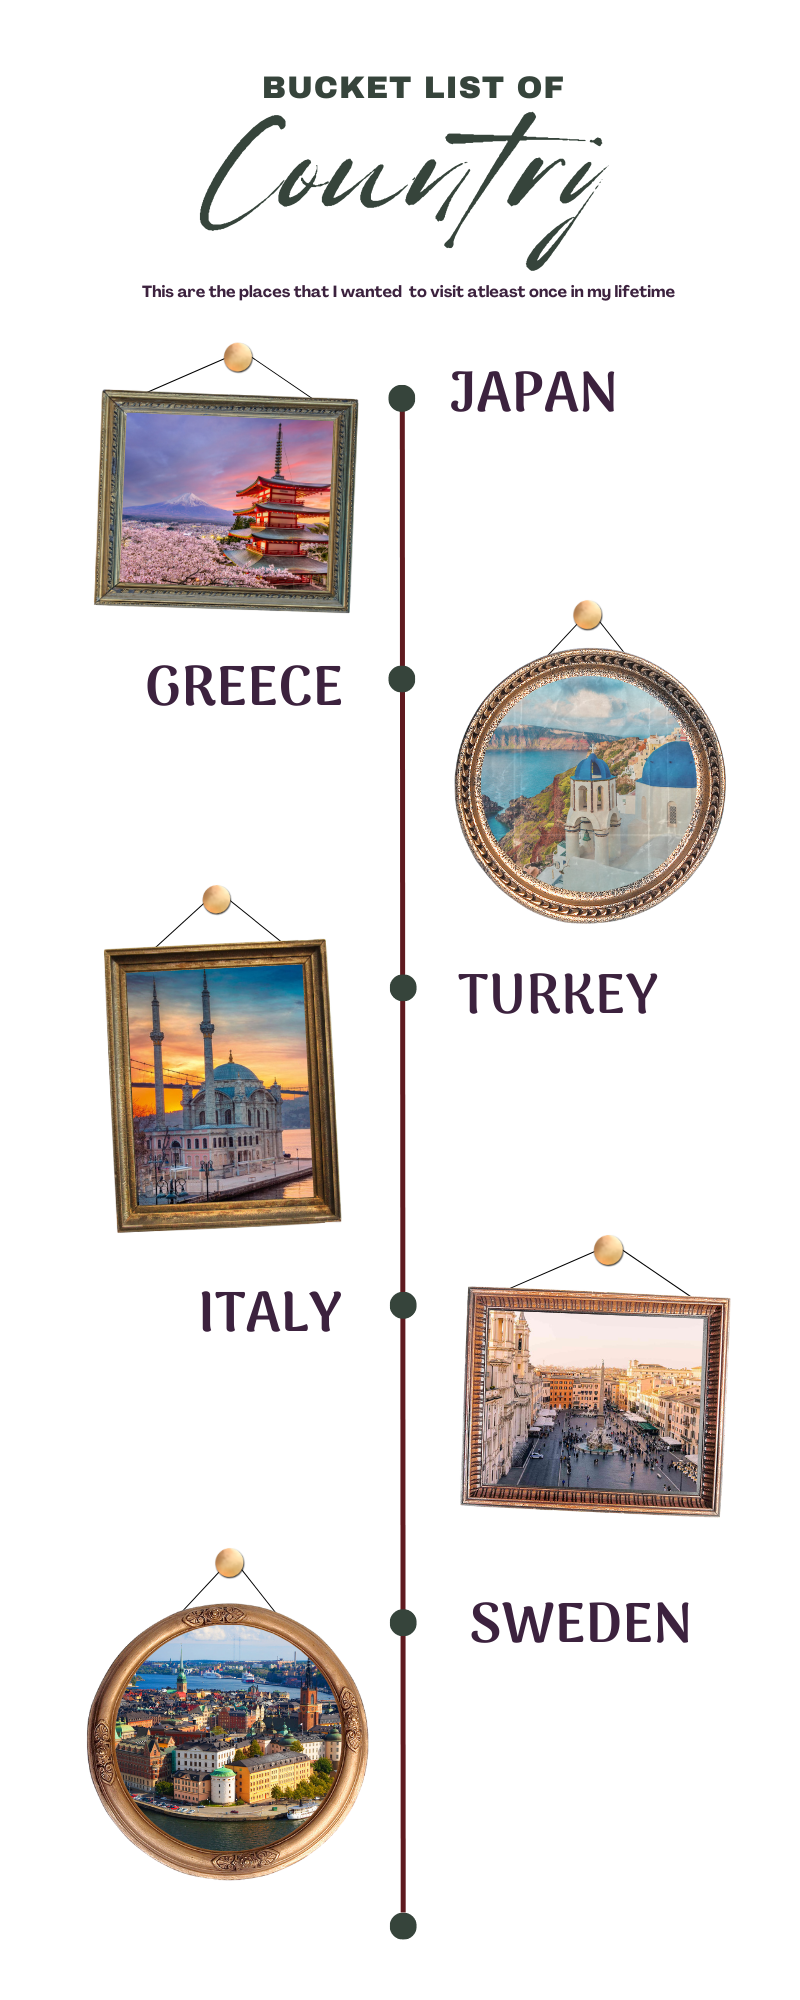 BUCKET LIST OF
Country
This are the places that I wanted  to visit atleast once in my lifetime
JAPAN
GREECE
TURKEY
ITALY
SWEDEN